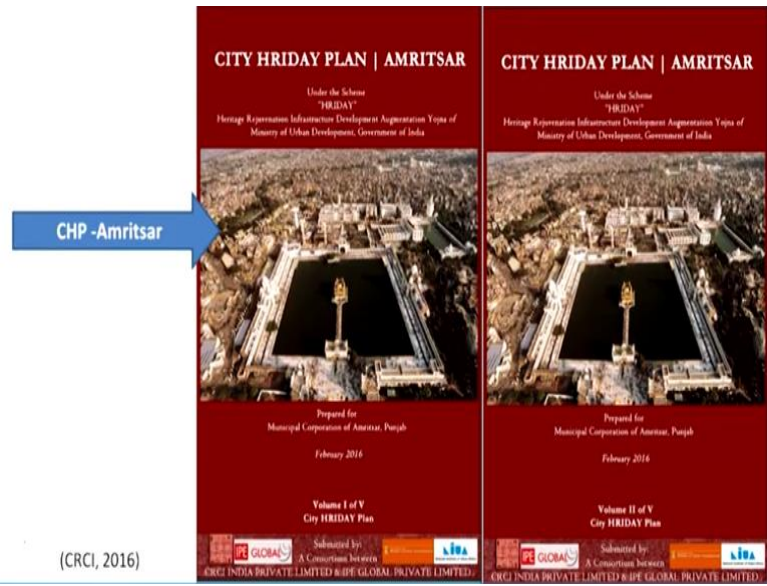 CHP -Amritsar
(CRCI, 2016)
CITY HRIDAY PLAN | AMRITSAR
Under the Scheme
"HRIDAY"
Heritage Rejuvenation Infrastructure Development Augmentation Yojna of
Ministry of Urban Development, Government of India
Prepared for
Municipal Corporation of Amritsar, Punjab
February 2016
Volume I of V
City HRIDAY Plan
IPE GLOBAL
Submitted by:
A Consortium between
CRCI INDIA PRIVATE LIMITED & IPE GLOBAL PRIVATE LIMITED
CITY HRIDAY PLAN | AMRITSAR
Under the Scheme
"HRIDAY"
Heritage Rejuvenation Infrastructure Development Augmentation Yojna of
Ministry of Urban Development, Government of India
Prepared for
Municipal Corporation of Amritsar, Punjab
February 2016
Volume II of V
City HRIDAY Plan
IPE GLOBAL
Submitted by:
A Consortium between
CRCI INDIA PRIVATE LIMITED & IPE GLOBAL PRIVATE LIMITED